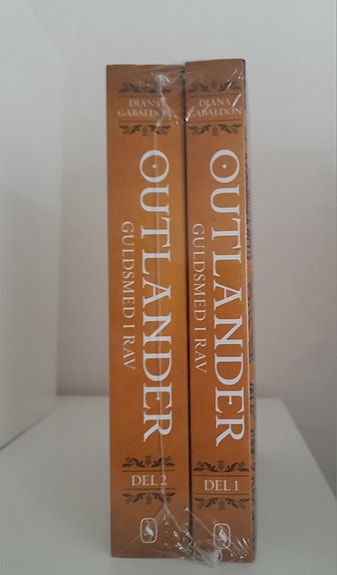 DIANA
GABALDON
OUTLANDER
GULDSMED I RAV
DEL 2
DIANA
GABALDON
OUTLANDER
GULDSMED I RAV
DEL 1